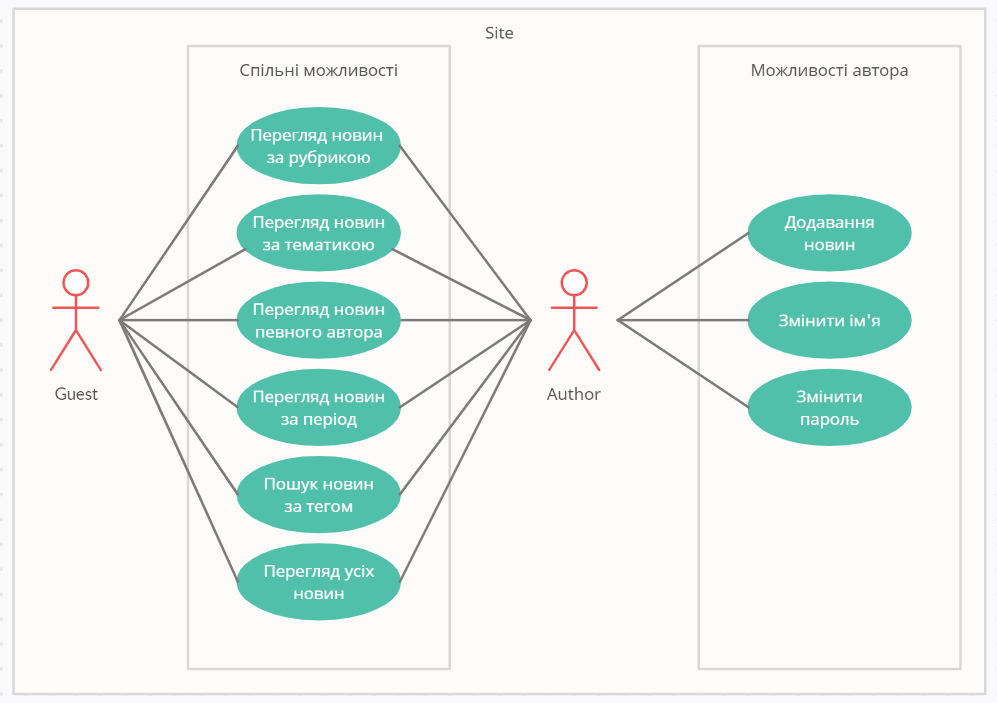 Site
Спільні можливості
Можливості автора
Перегляд новин
за рубрикою
Перегляд новин
за тематикою
Перегляд новин
певного автора
Перегляд новин
за період
Пошук новин
за тегом
Перегляд усіх
новин
Guest
Author
Додавання
новин
Змінити ім'я
Змінити
пароль